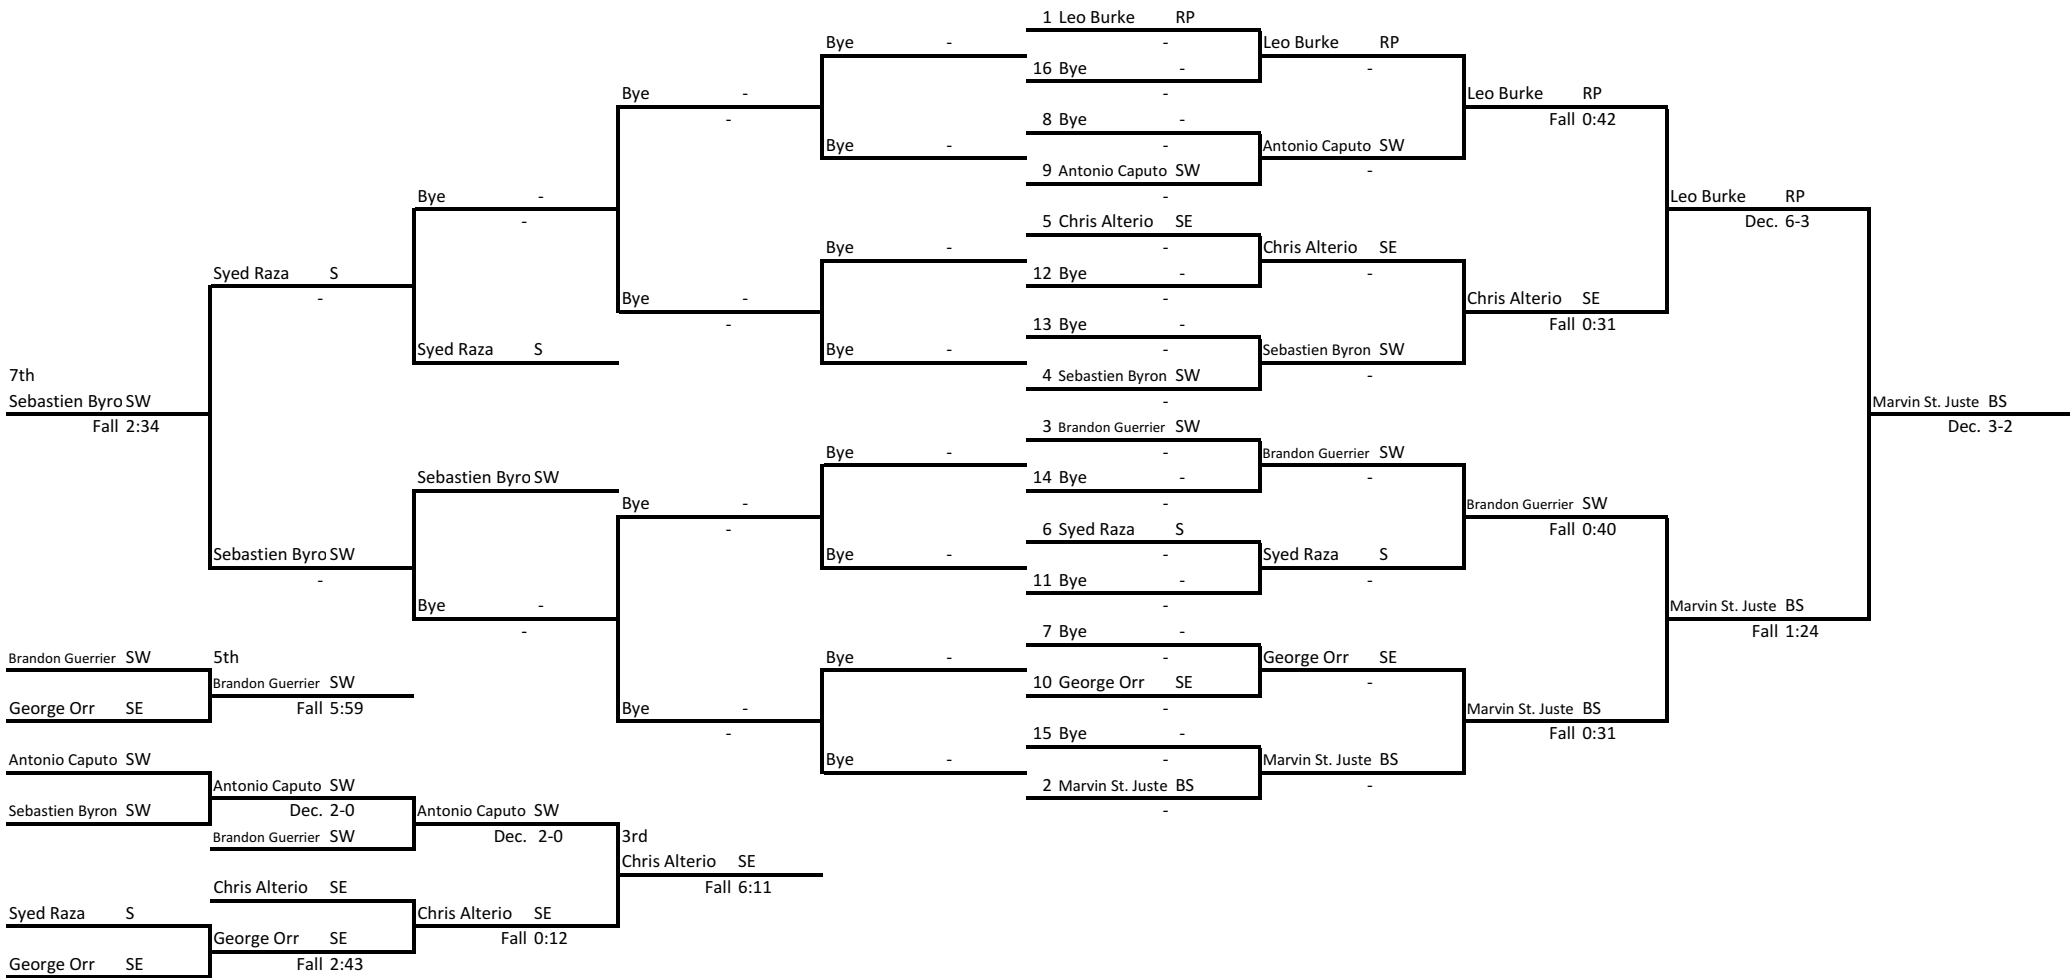 1 Leo Burke RP
Bye - - Leo Burke RP
16 Bye - -
Bye - - Leo Burke RP
- 8 Bye - Fall 0:42
Bye - - Antonio Caputo SW
9 Antonio Caputo SW -
Bye - - Leo Burke RP
- 5 Chris Alterio SE Dec. 6-3
Bye - - Chris Alterio SE
Syed Raza S 12 Bye - -
- Bye - - Chris Alterio SE
- 13 Bye - Fall 0:31
Syed Raza S Bye - - Sebastien Byron SW
7th 4 Sebastien Byron SW -
Sebastien Byro SW - Marvin St. Juste BS
Fall 2:34 3 Brandon Guerrier SW Dec. 3-2
Bye - - Brandon Guerrier SW
Sebastien Byro SW 14 Bye - -
Bye - - Brandon Guerrier SW
- 6 Syed Raza S Fall 0:40
Sebastien Byro SW Bye - - Syed Raza S
- 11 Bye - -
Bye - - Marvin St. Juste BS
- 7 Bye - Fall 1:24
Brandon Guerrier SW 5th Bye - - George Orr SE
Brandon Guerrier SW 10 George Orr SE -
George Orr SE Fall 5:59 Bye - - Marvin St. Juste BS
- 15 Bye - Fall 0:31
Antonio Caputo SW Bye - - Marvin St. Juste BS
Antonio Caputo SW 2 Marvin St. Juste BS -
Sebastien Byron SW Dec. 2-0 Antonio Caputo SW -
Brandon Guerrier SW Dec. 2-0 3rd
Chris Alterio SE
Chris Alterio SE Fall 6:11
Syed Raza S Chris Alterio SE
George Orr SE Fall 0:12
George Orr SE Fall 2:43